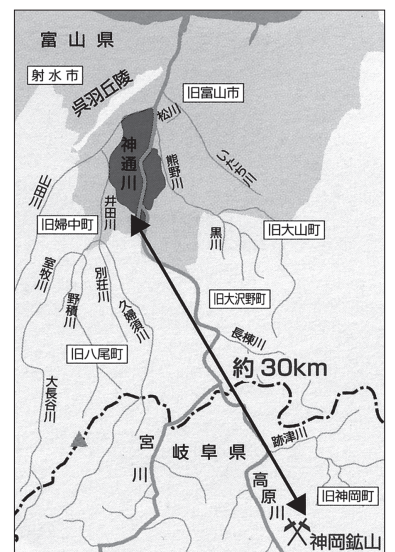 富山県
射水市
呉羽丘陵
旧富山市
松川
いたち川
神通川
熊野川
山田川
井田川
旧婦中町
旧大山町
黒川
室牧川
野積川
別荘川
久婦須川
旧大沢野町
長棟川
旧八尾町
約30km
大長谷川
宮川
岐阜県
跡津川
高原川
旧神岡町
神岡鉱山